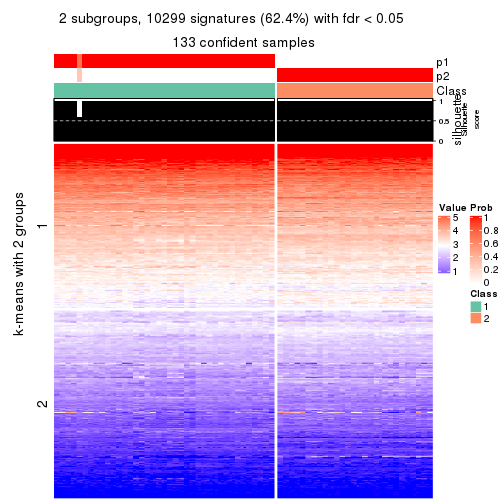 2 subgroups, 10299 signatures (62.4%) with fdr < 0.05
133 confident samples
p1
p2
Class
silhouette
Silhouette
score
1
0.5
0
k-means with 2 groups
1
2
Value
5
4
3
2
1
Prob
1
0.8
0.6
0.4
0.2
0
Class
1
2